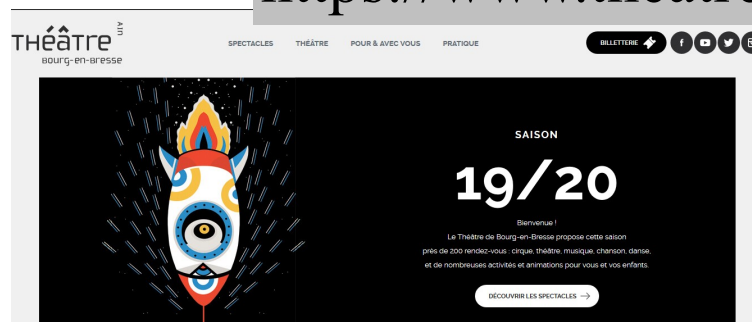 THéâTre AIN
Bourg-en-Bresse
SPECTACLES THÉÂTRE POUR & AVEC VOUS PRATIQUE
BILLETTERIE
SAISON
19/20
Bienvenue !
Le Théâtre de Bourg-en-Bresse propose cette saison
près de 200 rendez-vous : cirque, théâtre, musique, chanson, danse,
et de nombreuses activités et animations pour vous et vos enfants.
DÉCOUVRIR LES SPECTACLES →